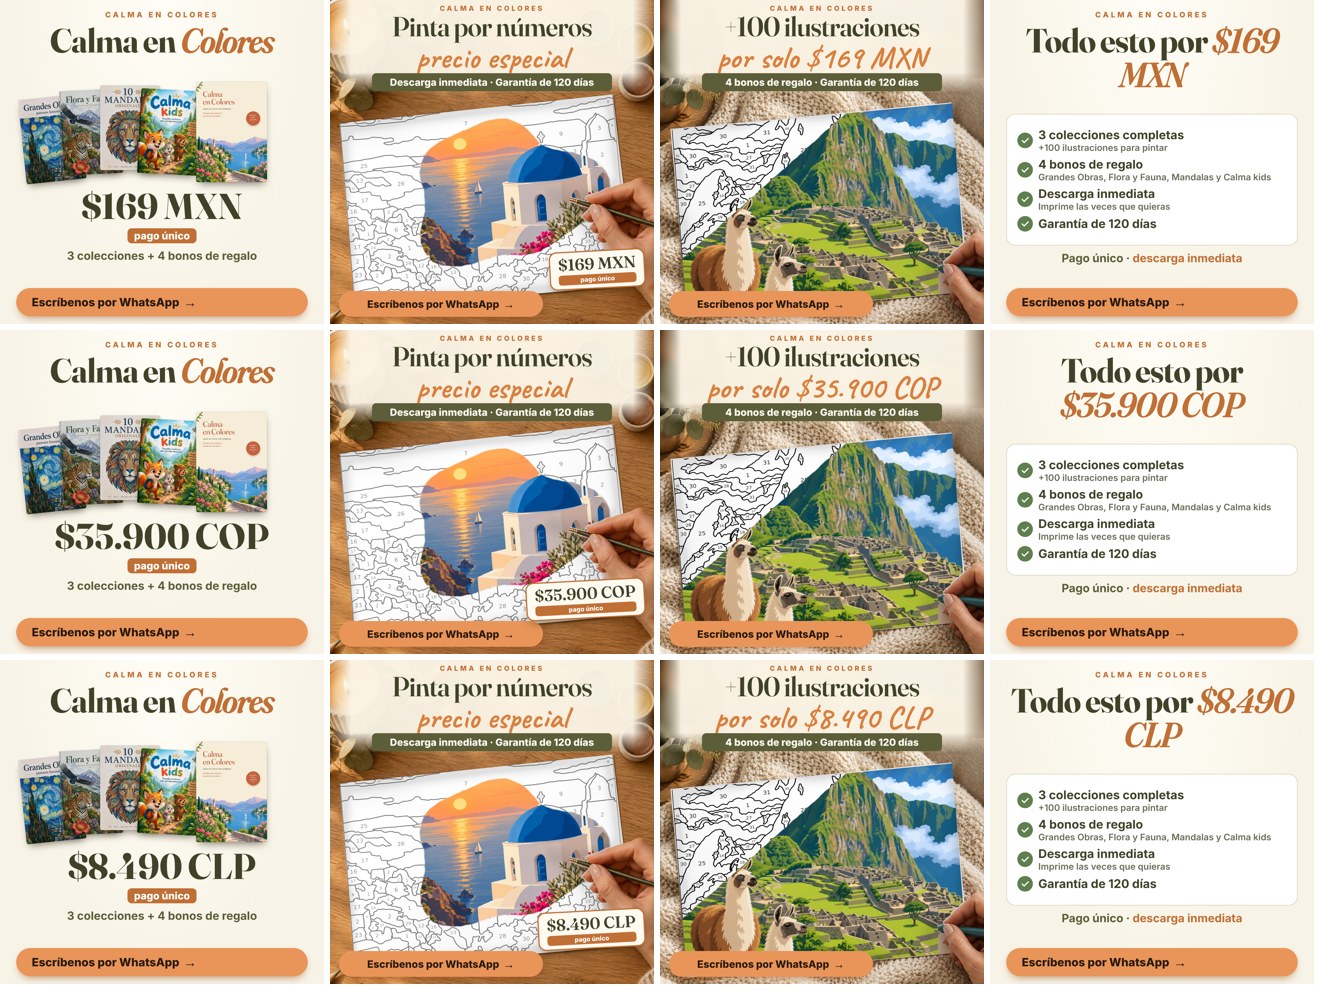 CALMA EN COLORES
Calma en Colores
10
Calma
Kids
Calma
en Colores
$169 MXN
pago único
3 colecciones + 4 bonos de regalo
Escríbenos por WhatsApp →
CALMA EN COLORES
Pinta por números
precio especial
Descarga inmediata · Garantía de 120 días
$169 MXN
pago único
Escríbenos por WhatsApp →
CALMA EN COLORES
+100 ilustraciones
por solo $169 MXN
4 bonos de regalo · Garantía de 120 días
Escríbenos por WhatsApp →
CALMA EN COLORES
Todo esto por $169
MXN
3 colecciones completas
+100 ilustraciones para pintar
4 bonos de regalo
Grandes Obras, Flora y Fauna, Mandalas y Calma kids
Descarga inmediata
Imprime las veces que quieras
Garantía de 120 días
Pago único · descarga inmediata
Escríbenos por WhatsApp →
CALMA EN COLORES
Calma en Colores
10
Calma
Kids
Calma
en Colores
$35.900 COP
pago único
3 colecciones + 4 bonos de regalo
Escríbenos por WhatsApp →
CALMA EN COLORES
Pinta por números
precio especial
Descarga inmediata · Garantía de 120 días
$35.900 COP
pago único
Escríbenos por WhatsApp →
CALMA EN COLORES
+100 ilustraciones
por solo $35.900 COP
4 bonos de regalo · Garantía de 120 días
Escríbenos por WhatsApp →
CALMA EN COLORES
Todo esto por
$35.900 COP
3 colecciones completas
+100 ilustraciones para pintar
4 bonos de regalo
Grandes Obras, Flora y Fauna, Mandalas y Calma kids
Descarga inmediata
Imprime las veces que quieras
Garantía de 120 días
Pago único · descarga inmediata
Escríbenos por WhatsApp →
CALMA EN COLORES
Calma en Colores
10
Calma
Kids
Calma
en Colores
$8.490 CLP
pago único
3 colecciones + 4 bonos de regalo
Escríbenos por WhatsApp →
CALMA EN COLORES
Pinta por números
precio especial
Descarga inmediata · Garantía de 120 días
$8.490 CLP
pago único
Escríbenos por WhatsApp →
CALMA EN COLORES
+100 ilustraciones
por solo $8.490 CLP
4 bonos de regalo · Garantía de 120 días
Escríbenos por WhatsApp →
CALMA EN COLORES
Todo esto por $8.490
CLP
3 colecciones completas
+100 ilustraciones para pintar
4 bonos de regalo
Grandes Obras, Flora y Fauna, Mandalas y Calma kids
Descarga inmediata
Imprime las veces que quieras
Garantía de 120 días
Pago único · descarga inmediata
Escríbenos por WhatsApp →